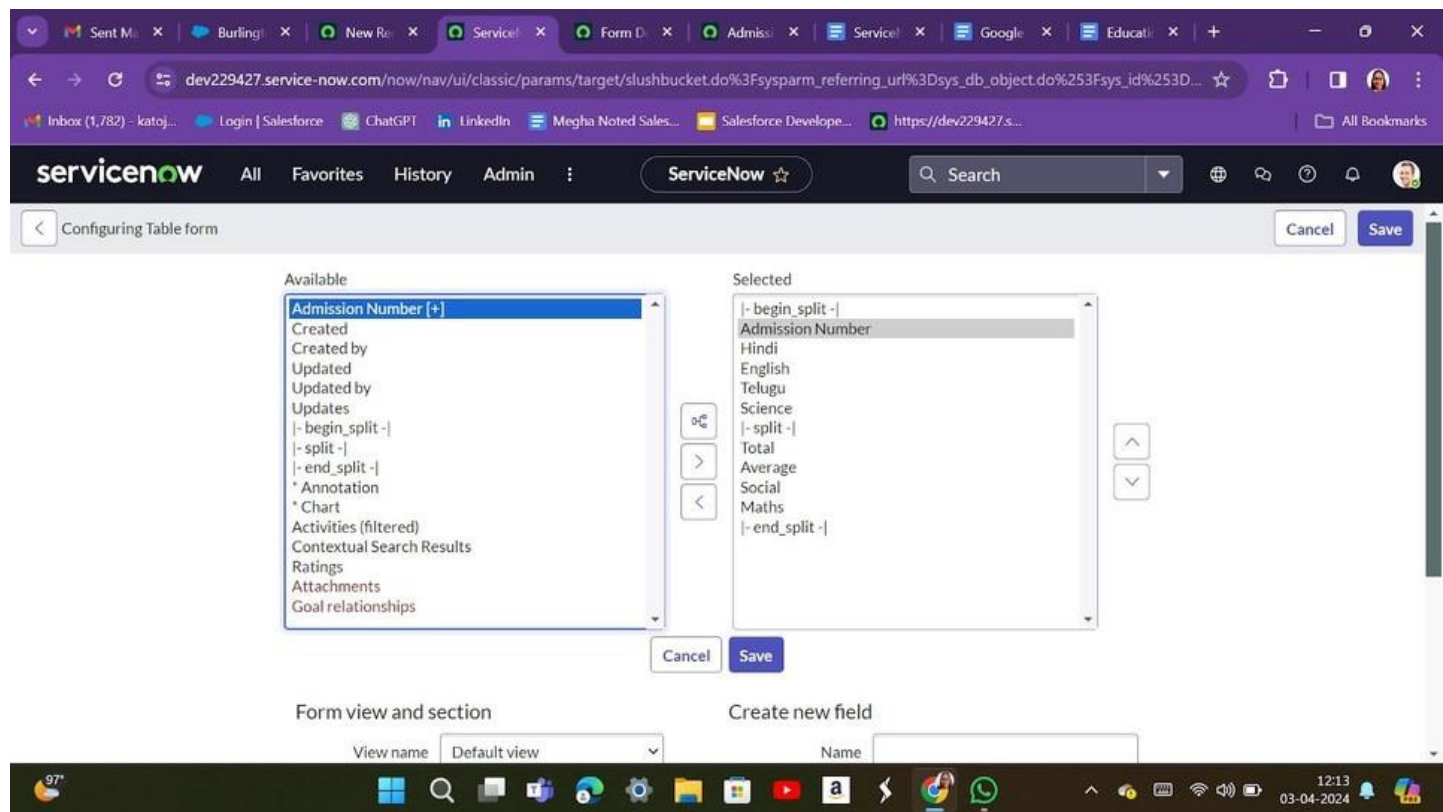 Sent Ma
Burlingt
New Re
Service!
Form D
Admissi
Service!
Google
Educati
dev229427.service-now.com/now/nav/ui/classic/params/target/slushbucket.do%3Fsysparm_referring_url%3Dsys_db_object.do%253Fsys_id%253D...
Inbox (1,782) - katoj...
Login | Salesforce
ChatGPT
in LinkedIn
Megha Noted Sales...
Salesforce Develope...
https://dev229427.s...
All Bookmarks
servicenow
All
Favorites
History
Admin
ServiceNow
Search
Configuring Table form
Cancel
Save
Available
Admission Number [+]
Created
Created by
Updated
Updated by
Updates
|- begin_split -|
|- split -|
|- end_split -|
* Annotation
* Chart
Activities (filtered)
Contextual Search Results
Ratings
Attachments
Goal relationships
Selected
|- begin_split -|
Admission Number
Hindi
English
Telugu
Science
|- split -|
Total
Average
Social
Maths
|- end_split -|
Cancel
Save
Form view and section
Create new field
View name
Default view
Name
97°
a
12:13
03-04-2024